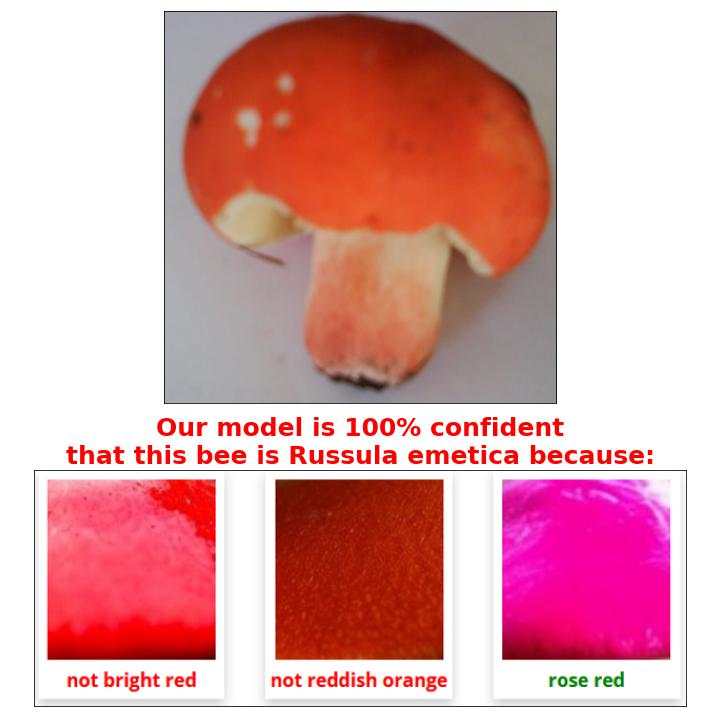 Our model is 100% confident
that this bee is Russula emetica because:
not bright red
not reddish orange
rose red